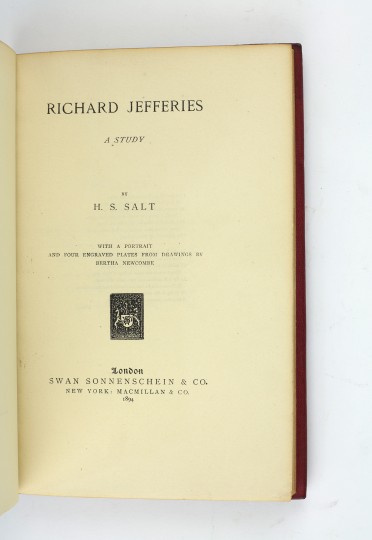 RICHARD JEFFERIES
A STUDY
BY
H. S. SALT
WITH A PORTRAIT
AND FOUR ENGRAVED PLATES FROM DRAWINGS BY
BERTHA NEWCOMBE
London
SWAN SONNENSCHEIN & CO.
NEW YORK: MACMILLAN & CO.
1894